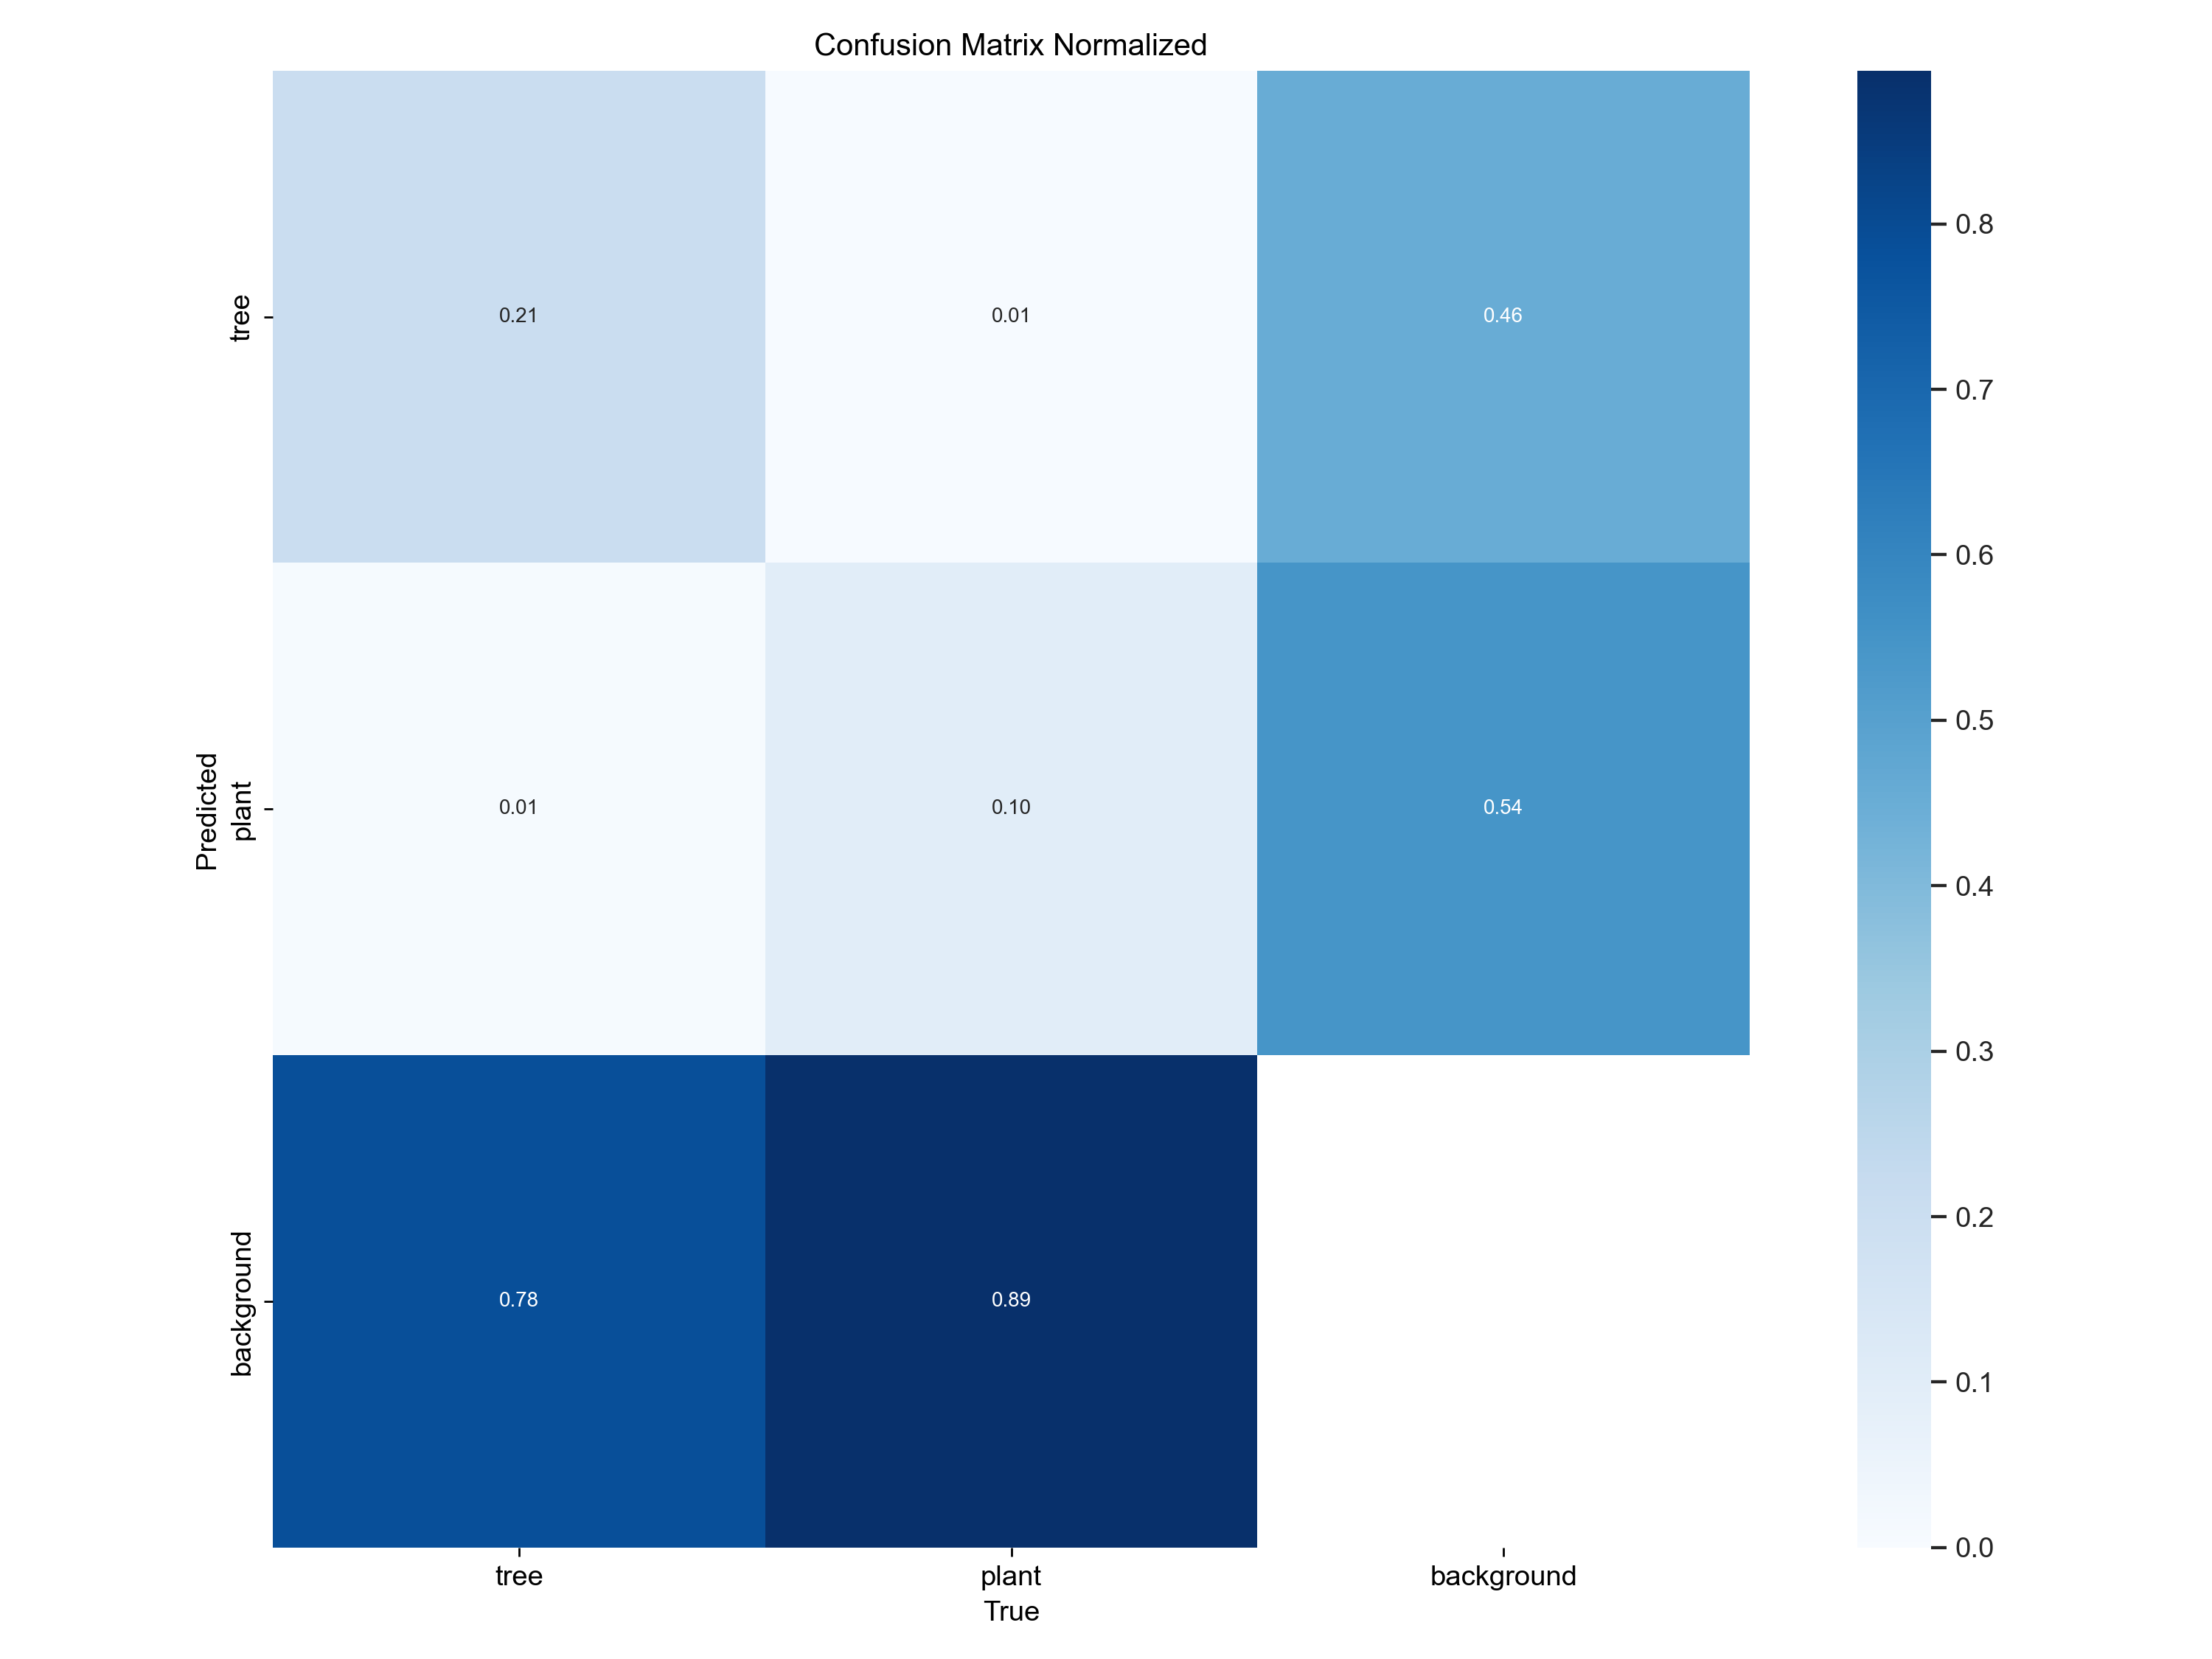 Confusion Matrix Normalized
tree
0.21
0.01
0.46
Predicted
plant
0.01
0.10
0.54
background
0.78
0.89
tree
plant
background
True
0.8
0.7
0.6
0.5
0.4
0.3
0.2
0.1
0.0